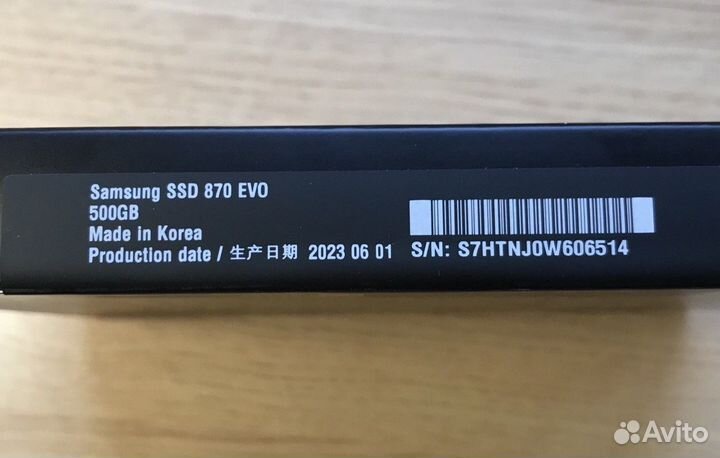 Samsung SSD 870 EVO
500GB
Made in Korea
Production date / 生产日期 2023 06 01
S/N: S7HTNJ0W606514
Avito